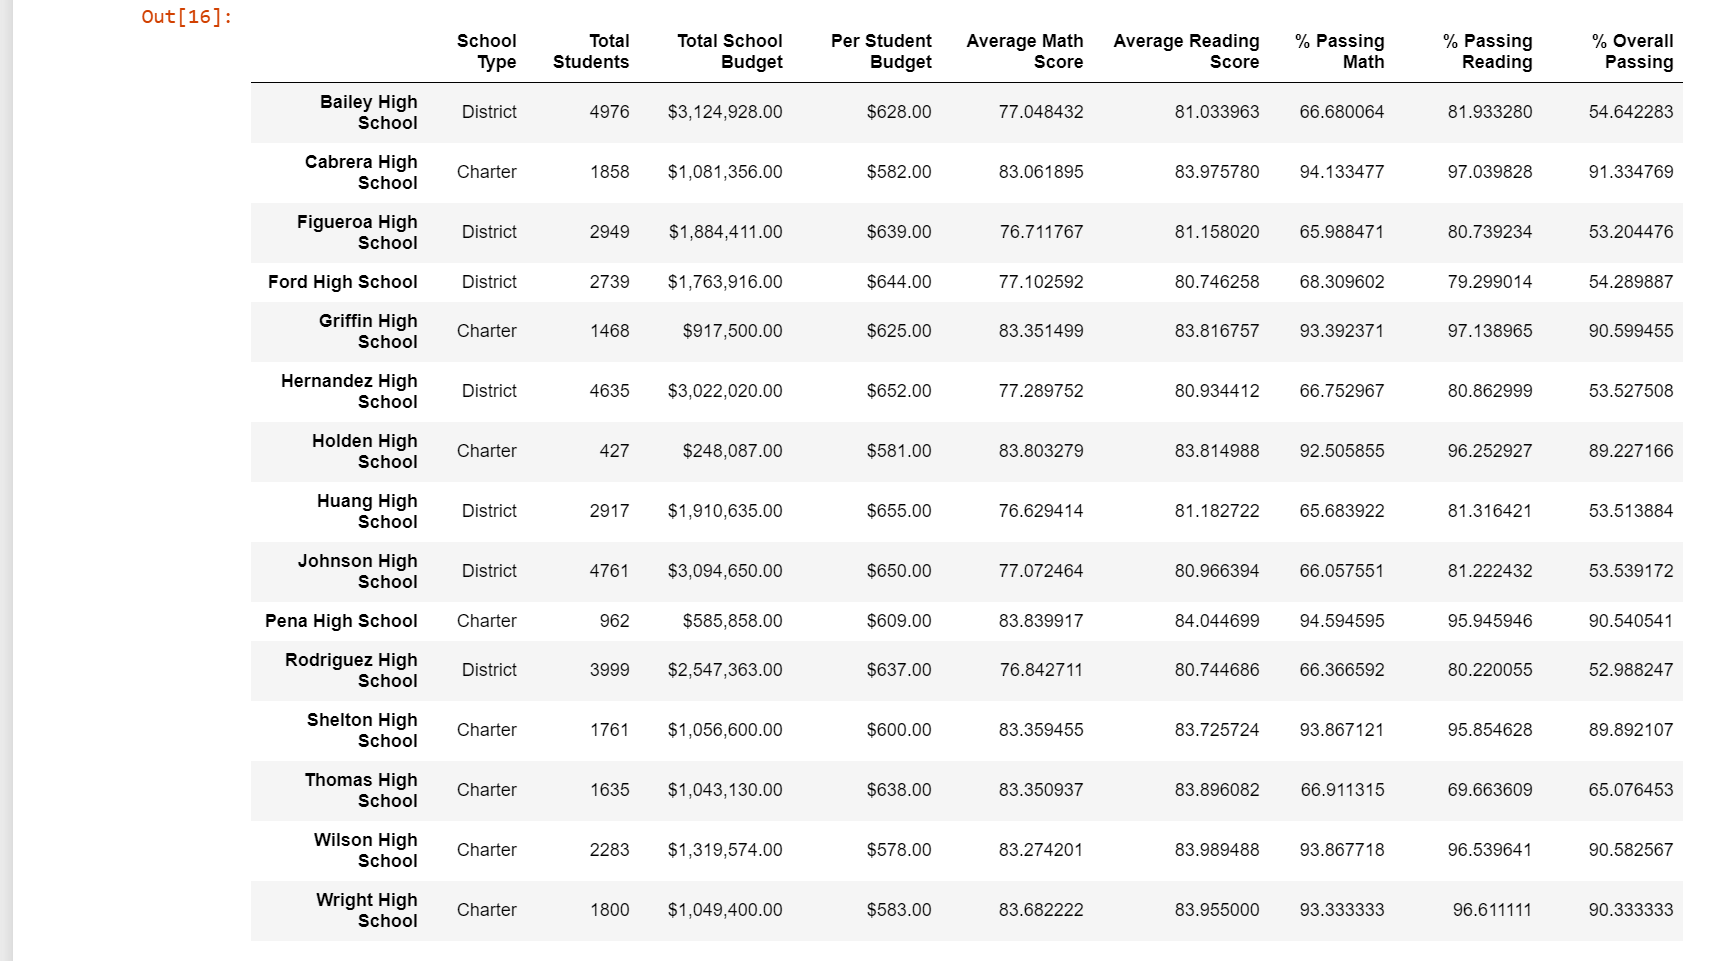 Out[16]:
School Type Total Students Total School Budget Per Student Budget Average Math Score Average Reading Score % Passing Math % Passing Reading % Overall Passing
Bailey High School District 4976 $3,124,928.00 $628.00 77.048432 81.033963 66.680064 81.933280 54.642283
Cabrera High School Charter 1858 $1,081,356.00 $582.00 83.061895 83.975780 94.133477 97.039828 91.334769
Figueroa High School District 2949 $1,884,411.00 $639.00 76.711767 81.158020 65.988471 80.739234 53.204476
Ford High School District 2739 $1,763,916.00 $644.00 77.102592 80.746258 68.309602 79.299014 54.289887
Griffin High School Charter 1468 $917,500.00 $625.00 83.351499 83.816757 93.392371 97.138965 90.599455
Hernandez High School District 4635 $3,022,020.00 $652.00 77.289752 80.934412 66.752967 80.862999 53.527508
Holden High School Charter 427 $248,087.00 $581.00 83.803279 83.814988 92.505855 96.252927 89.227166
Huang High School District 2917 $1,910,635.00 $655.00 76.629414 81.182722 65.683922 81.316421 53.513884
Johnson High School District 4761 $3,094,650.00 $650.00 77.072464 80.966394 66.057551 81.222432 53.539172
Pena High School Charter 962 $585,858.00 $609.00 83.839917 84.044699 94.594595 95.945946 90.540541
Rodriguez High School District 3999 $2,547,363.00 $637.00 76.842711 80.744686 66.366592 80.220055 52.988247
Shelton High School Charter 1761 $1,056,600.00 $600.00 83.359455 83.725724 93.867121 95.854628 89.892107
Thomas High School Charter 1635 $1,043,130.00 $638.00 83.350937 83.896082 66.911315 69.663609 65.076453
Wilson High School Charter 2283 $1,319,574.00 $578.00 83.274201 83.989488 93.867718 96.539641 90.582567
Wright High School Charter 1800 $1,049,400.00 $583.00 83.682222 83.955000 93.333333 96.611111 90.333333